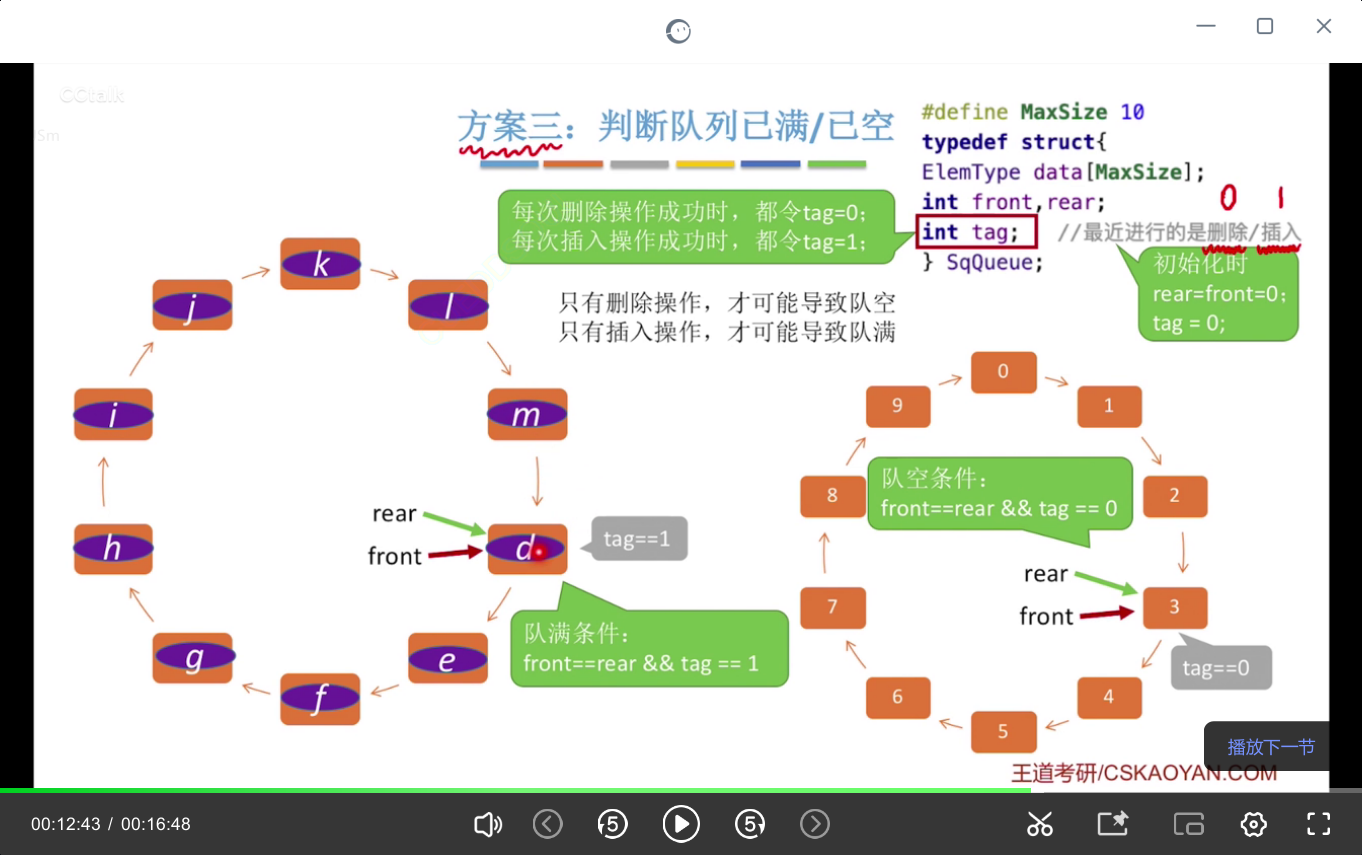 CCtalk
Sm
方案三：判断队列已满/已空
#define MaxSize 10
typedef struct{
ElemType data[MaxSize];
int front,rear;
0 1
int tag; //最近进行的是删除/插入
} SqQueue;
每次删除操作成功时，都令tag=0；
每次插入操作成功时，都令tag=1；
初始化时
rear=front=0；
tag = 0;
只有删除操作，才可能导致队空
只有插入操作，才可能导致队满
k
j
l
i
m
rear
front
d
tag==1
h
g
e
f
队满条件：
front==rear && tag == 1
0
9
1
8
2
队空条件：
front==rear && tag == 0
rear
front
7
3
tag==0
6
4
5
播放下一节
王道考研/CSKAOYAN.COM
00:12:43 / 00:16:48
5
5